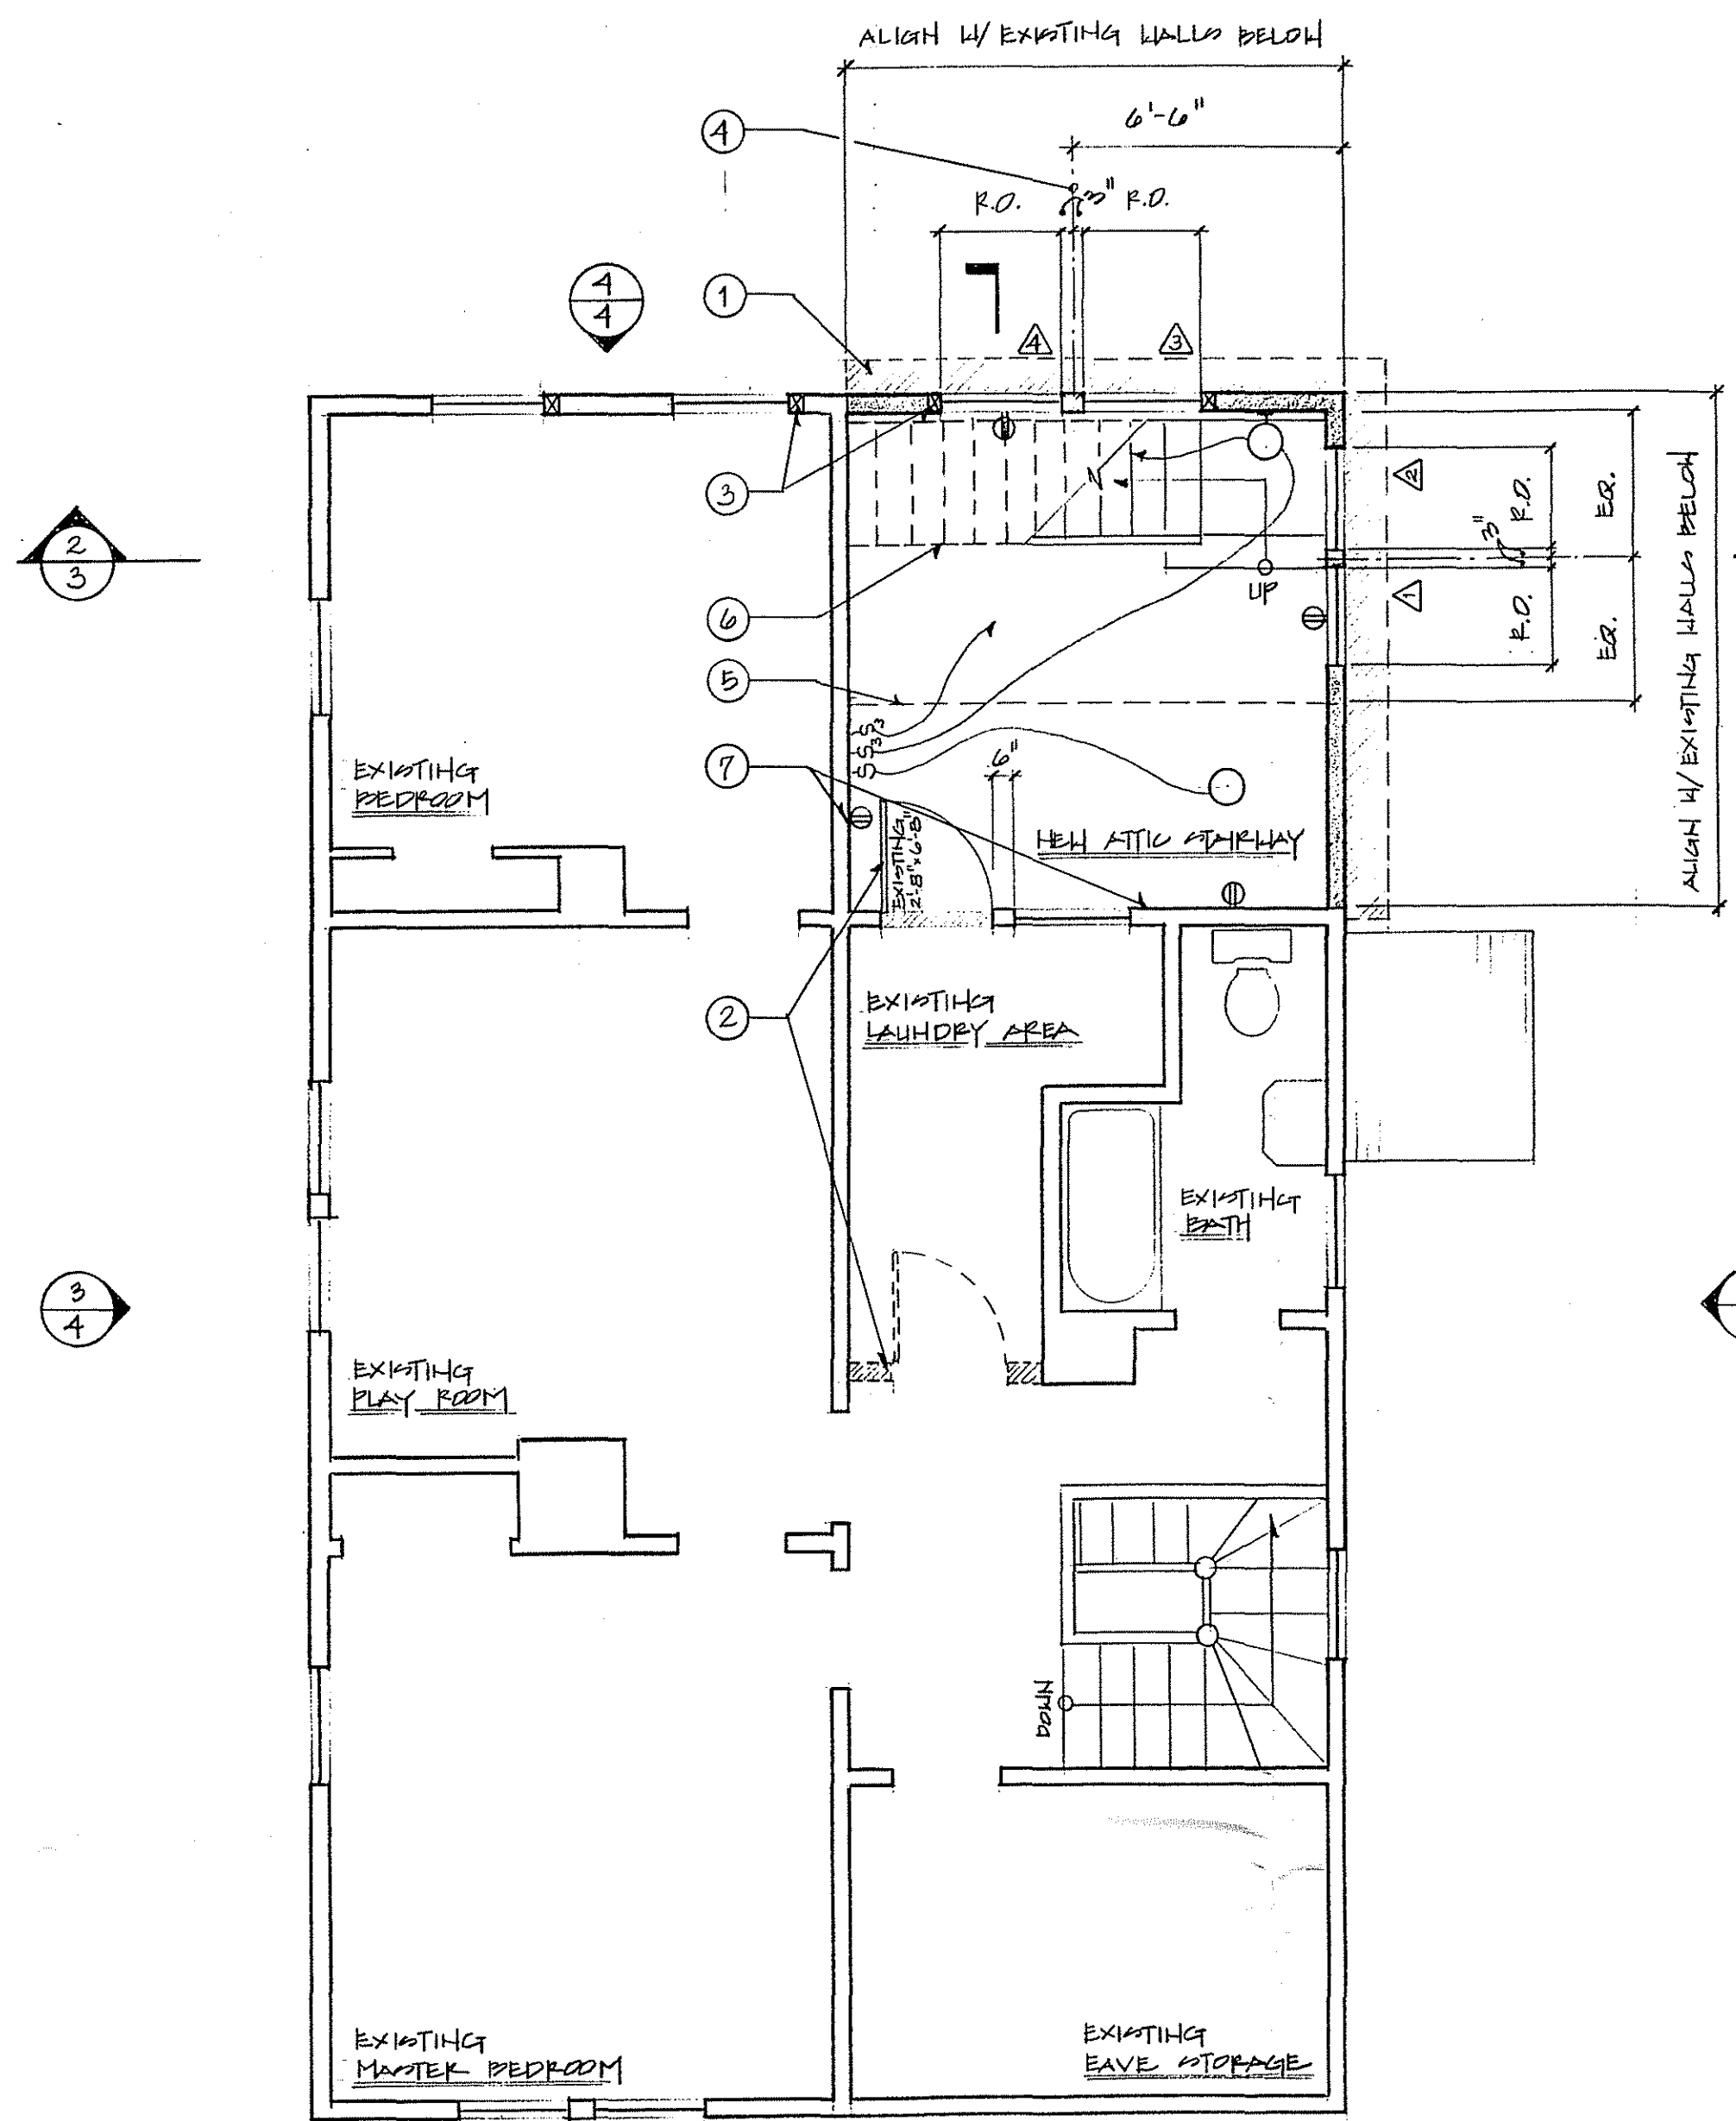 ALIGN W/ EXISTING WALLS BELOW
6'-6"
4
R.O.
3"
R.O.
4
4
1
4
3
3
2
R.O.
EQ.
3"
2
3
1
R.O.
EQ.
ALIGN W/ EXISTING WALLS BELOW
UP
6
5
S3
S3
S
7
6"
EXISTING
BEDROOM
EXISTING
2'-8"x6'-8"
NEW ATTIC STAIRWAY
2
EXISTING
LAUNDRY AREA
EXISTING
BATH
3
4
EXISTING
PLAY ROOM
DOWN
EXISTING
MASTER BEDROOM
EXISTING
EAVE STORAGE